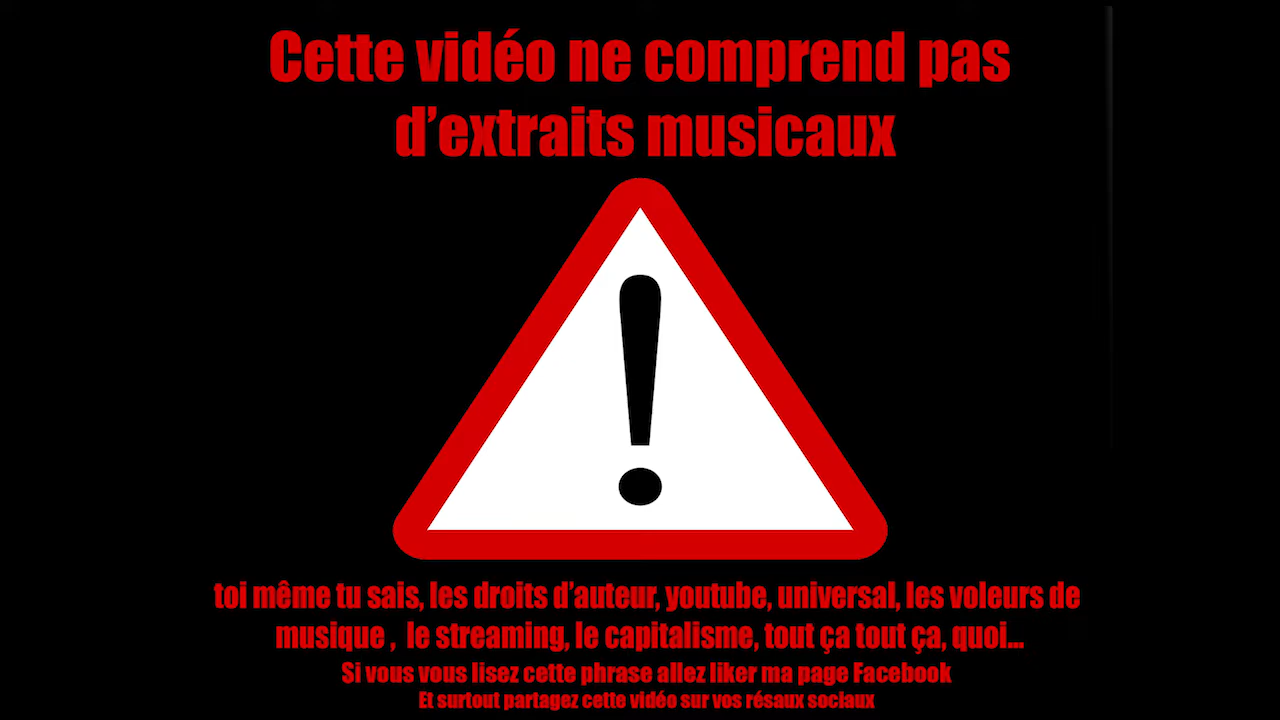 Cette vidéo ne comprend pas
d'extraits musicaux
toi même tu sais, les droits d'auteur, youtube, universal, les voleurs de
musique , le streaming, le capitalisme, tout ça tout ça, quoi...
Si vous vous lisez cette phrase allez liker ma page Facebook
Et surtout partagez cette vidéo sur vos résaux sociaux